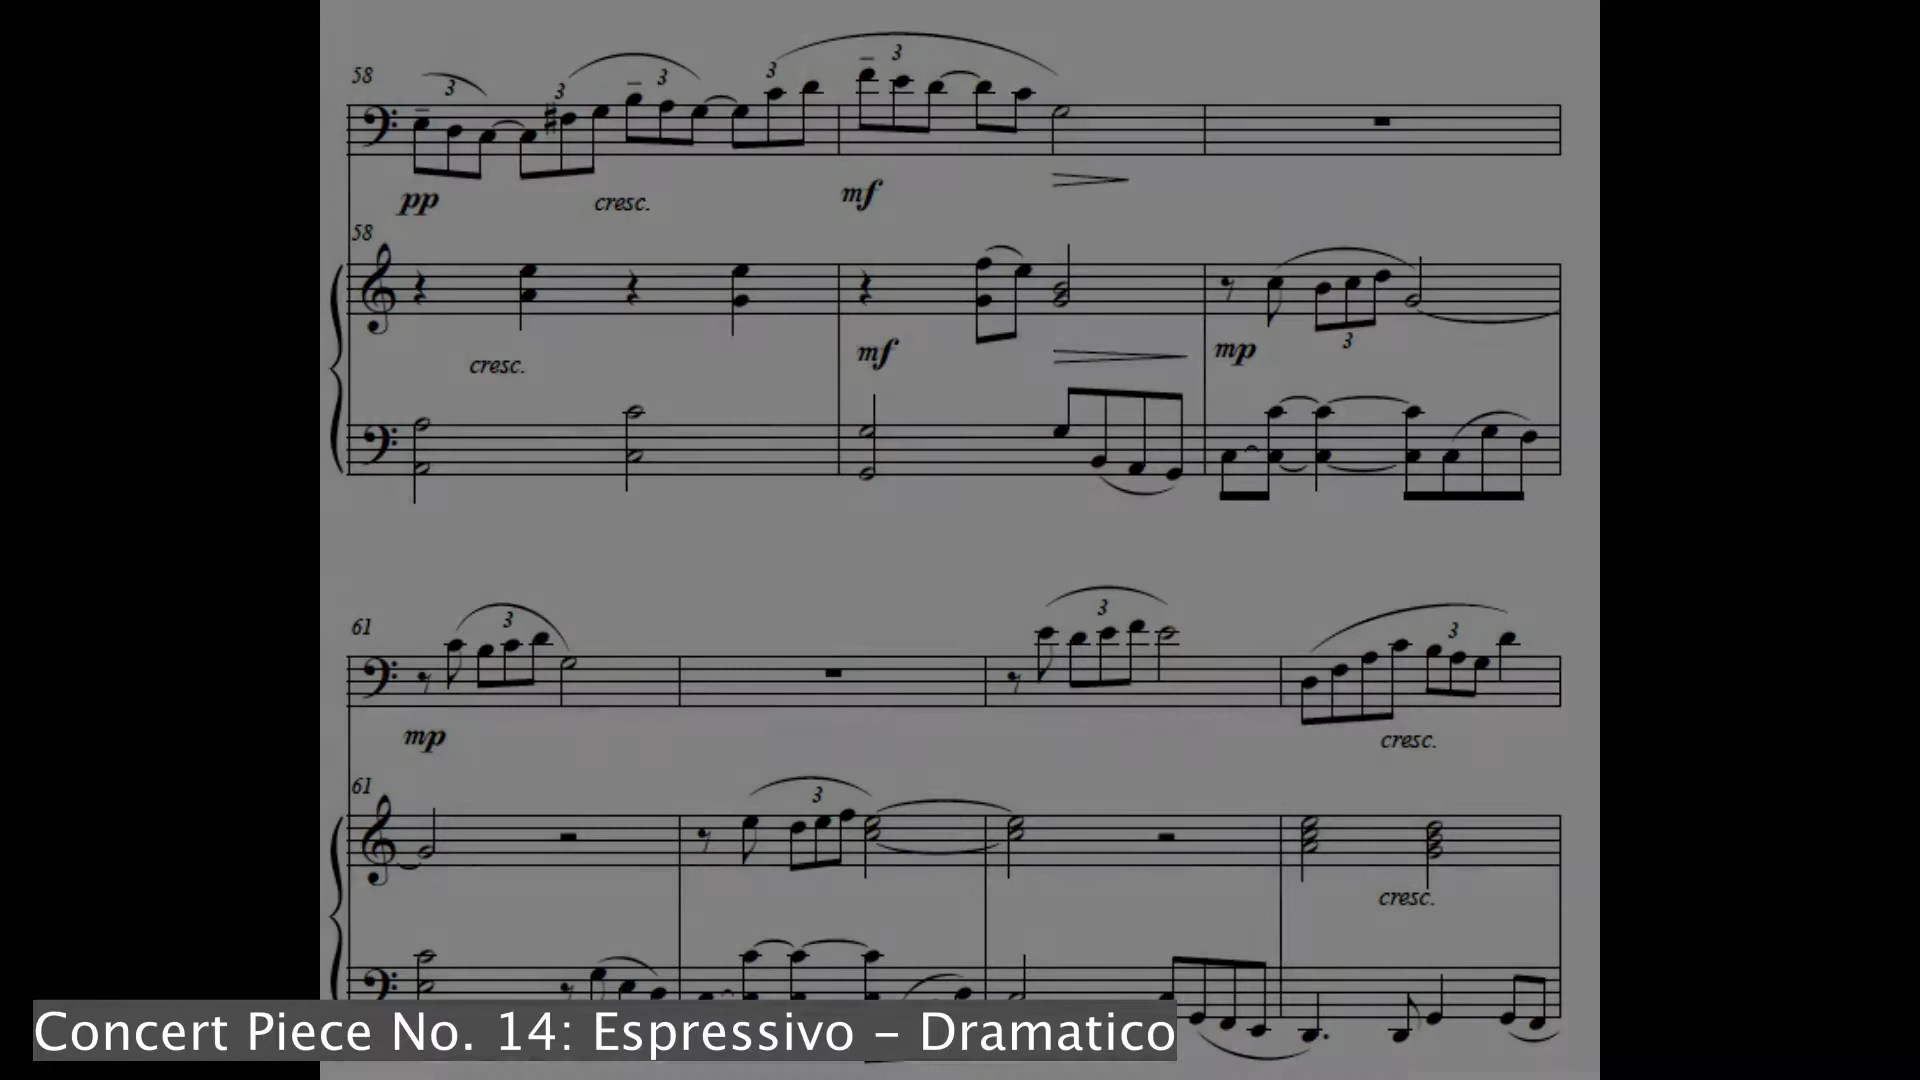 58 3 3 3 3 3
pp cresc. mf
58
cresc. mf mp 3
61 3 3 3
mp cresc.
61 3
cresc.
Concert Piece No. 14: Espressivo – Dramatico